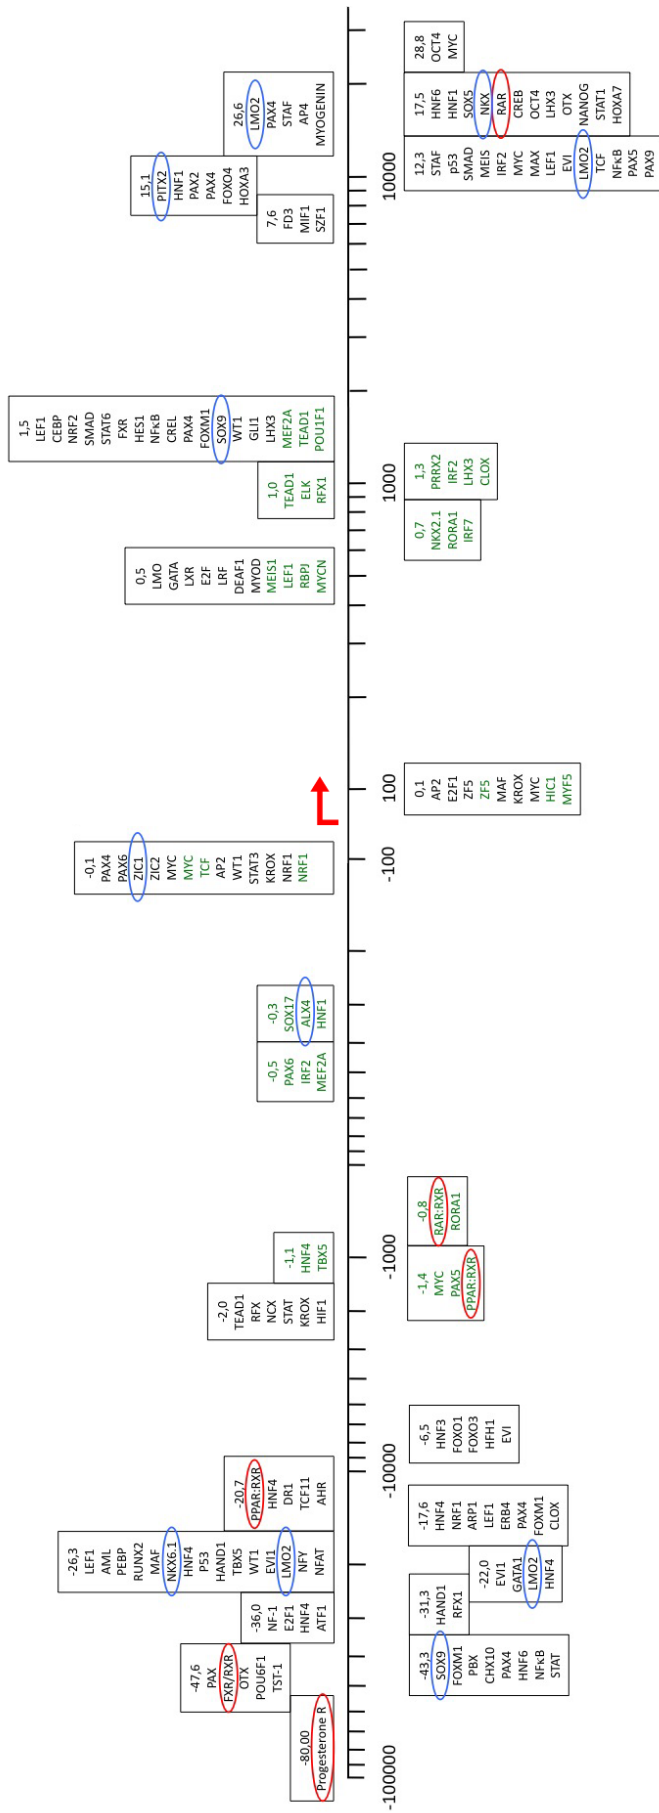 -80,00
Progesterone R
-47,6
PAX
FXR/RXR
OTX
POU6F1
TST-1
-36,0
NF-1
E2F1
HNF4
ATF1
-26,3
LEF1
AML
PEBP
RUNX2
MAF
NKX6.1
HNF4
P53
HAND1
TBX5
WT1
EVI1
LMO2
NFY
NFAT
-20,7
PPAR:RXR
HNF4
DR1
TCF11
AHR
-2,0
TEAD1
RFX
NCX
STAT
KROX
HIF1
-1,1
HNF4
TBX5
-0,5
PAX6
IRF2
MEF2A
-0,3
SOX17
ALX4
HNF1
-0,1
PAX4
PAX6
ZIC1
ZIC2
MYC
MYC
TCF
AP2
WT1
STAT3
KROX
NRF1
NRF1
0,5
LMO
GATA
LXR
E2F
LRF
DEAF1
MYOD
MEIS1
LEF1
RBPJ
MYCN
1,0
TEAD1
ELK
RFX1
1,5
LEF1
CEBP
NRF2
SMAD
STAT6
FXR
HES1
NFκB
CREL
PAX4
FOXM1
SOX9
WT1
GLI1
LHX3
MEF2A
TEAD1
POU1F1
7,6
FD3
MIF1
SZF1
15,1
PITX2
HNF1
PAX2
PAX4
FOXO4
HOXA3
26,6
LMO2
PAX4
STAF
AP4
MYOGENIN
-100000
-10000
-1000
-100
100
1000
10000
-43,3
SOX9
FOXM1
PBX
CHX10
PAX4
HNF6
NFκB
STAT
-31,3
HAND1
RFX1
-22,0
EVI1
GATA1
LMO2
HNF4
-17,6
HNF4
NRF1
ARP1
LEF1
ERB4
PAX4
FOXM1
CLOX
-6,5
HNF3
FOXO1
FOXO3
HFH1
EVI
-1,4
MYC
PAX5
PPAR:RXR
-0,8
RAR:RXR
RORA1
0,1
AP2
E2F1
ZF5
ZF5
MAF
KROX
MYC
HIC1
MYF5
0,7
NKX2.1
RORA1
IRF7
1,3
PRRX2
IRF2
LHX3
CLOX
12,3
STAF
p53
SMAD
MEIS
IRF2
MYC
MAX
LEF1
EVI
LMO2
TCF
NFκB
PAX5
PAX9
17,5
HNF6
HNF1
SOX5
NKX
RAR
CREB
OCT4
LHX3
OTX
NANOG
STAT1
HOXA7
28,8
OCT4
MYC